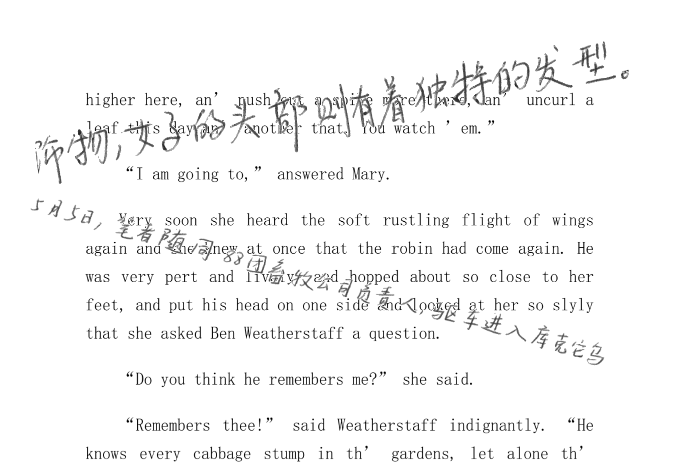 higher here, an’ push out a spike more there, an’ uncurl a
leaf this day an’ another that. You watch ’em.”
饰物，女子的头部则有着独特的发型。
“I am going to,” answered Mary.
5月5日，笔者随同88团畜牧公司负责人，驱车进入库克它乌
Very soon she heard the soft rustling flight of wings
again and she knew at once that the robin had come again. He
was very pert and lively, and hopped about so close to her
feet, and put his head on one side and looked at her so slyly
that she asked Ben Weatherstaff a question.
“Do you think he remembers me?” she said.
“Remembers thee!” said Weatherstaff indignantly. “He
knows every cabbage stump in th’ gardens, let alone th’